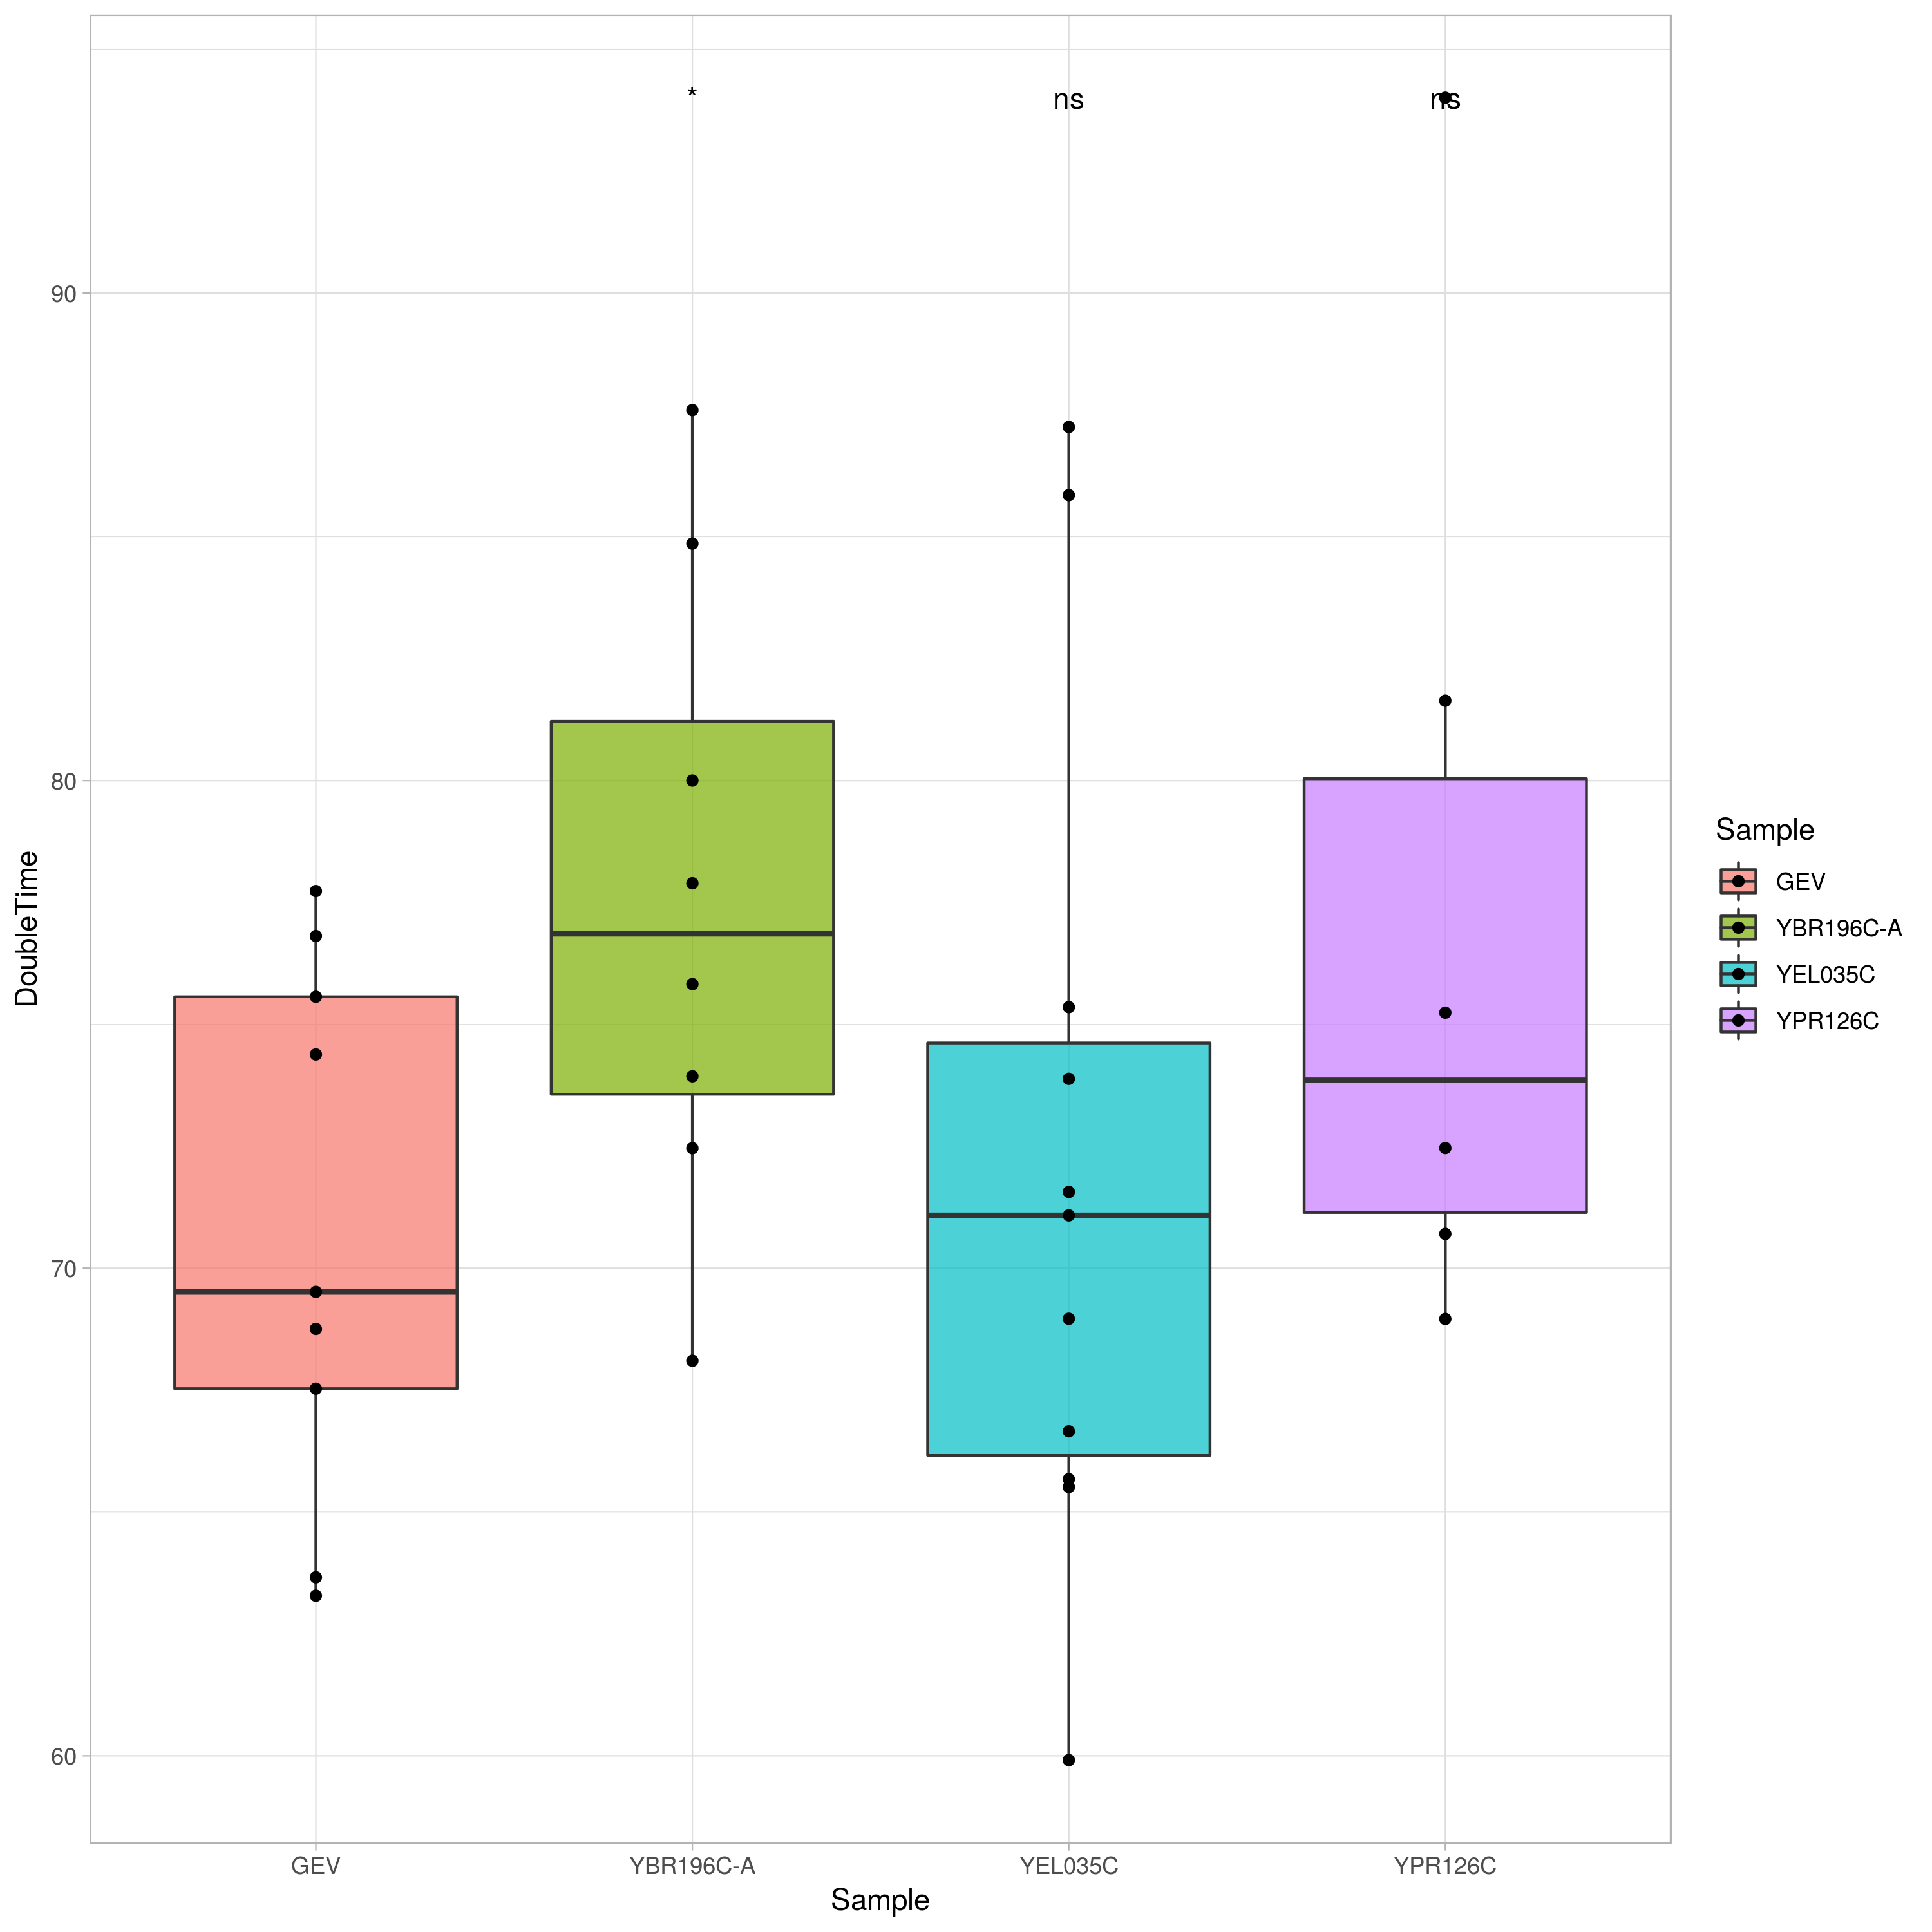 * ns ns
90
80
70
60
DoubleTime
GEV YBR196C-A YEL035C YPR126C
Sample
Sample
GEV
YBR196C-A
YEL035C
YPR126C